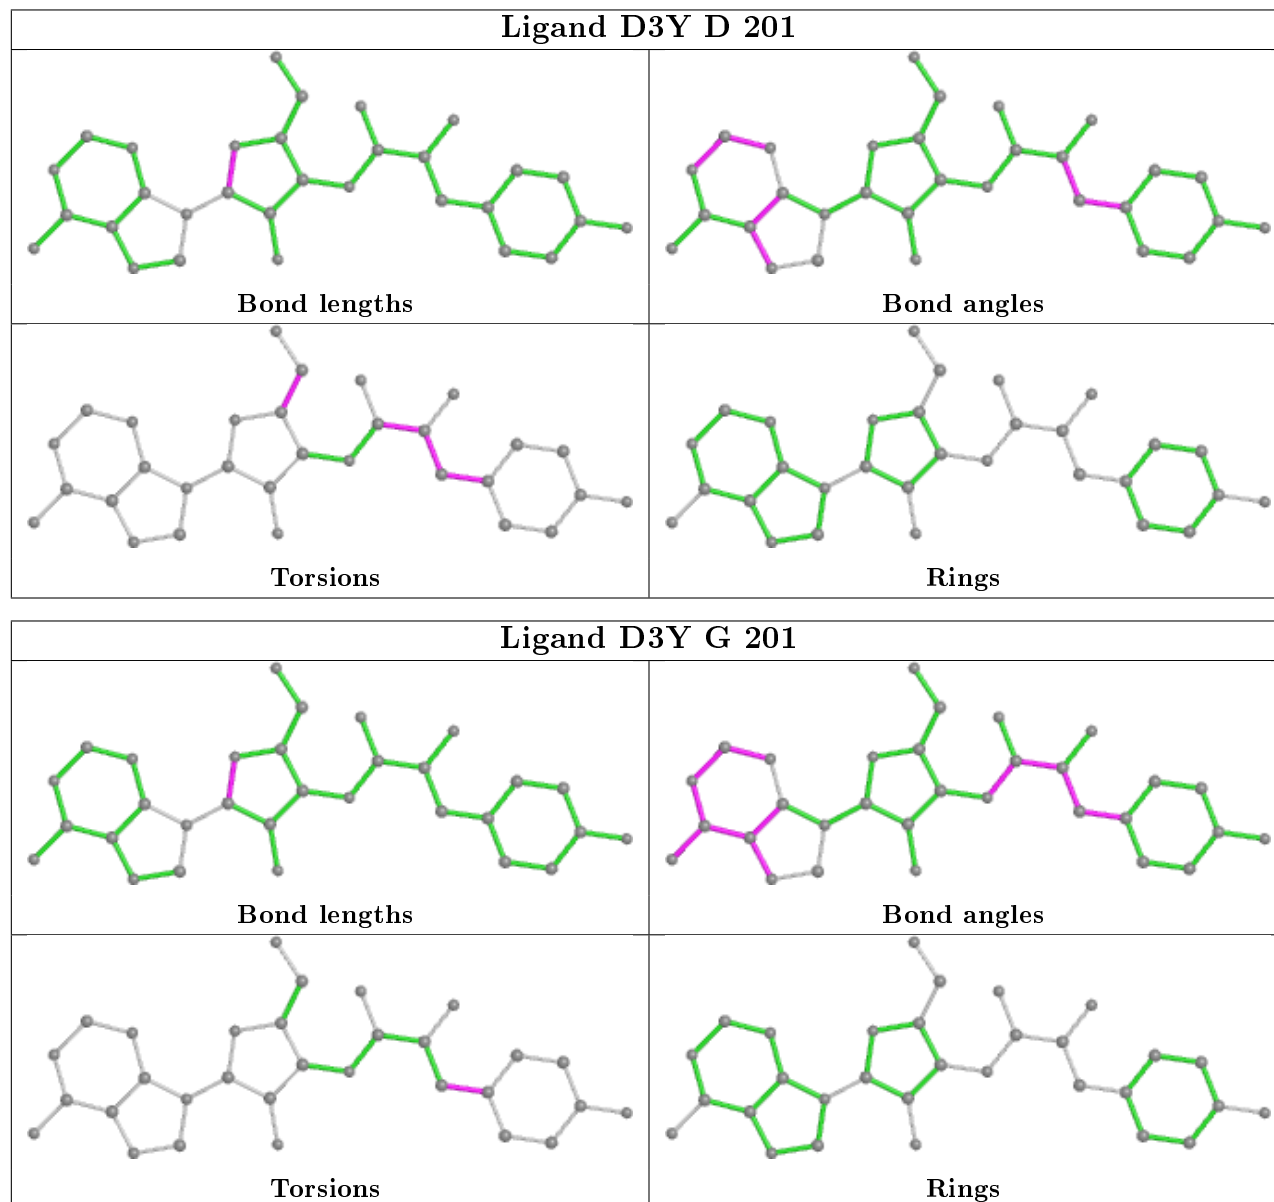 Ligand D3Y D 201
Bond lengths
Bond angles
Torsions
Rings
Ligand D3Y G 201
Bond lengths
Bond angles
Torsions
Rings